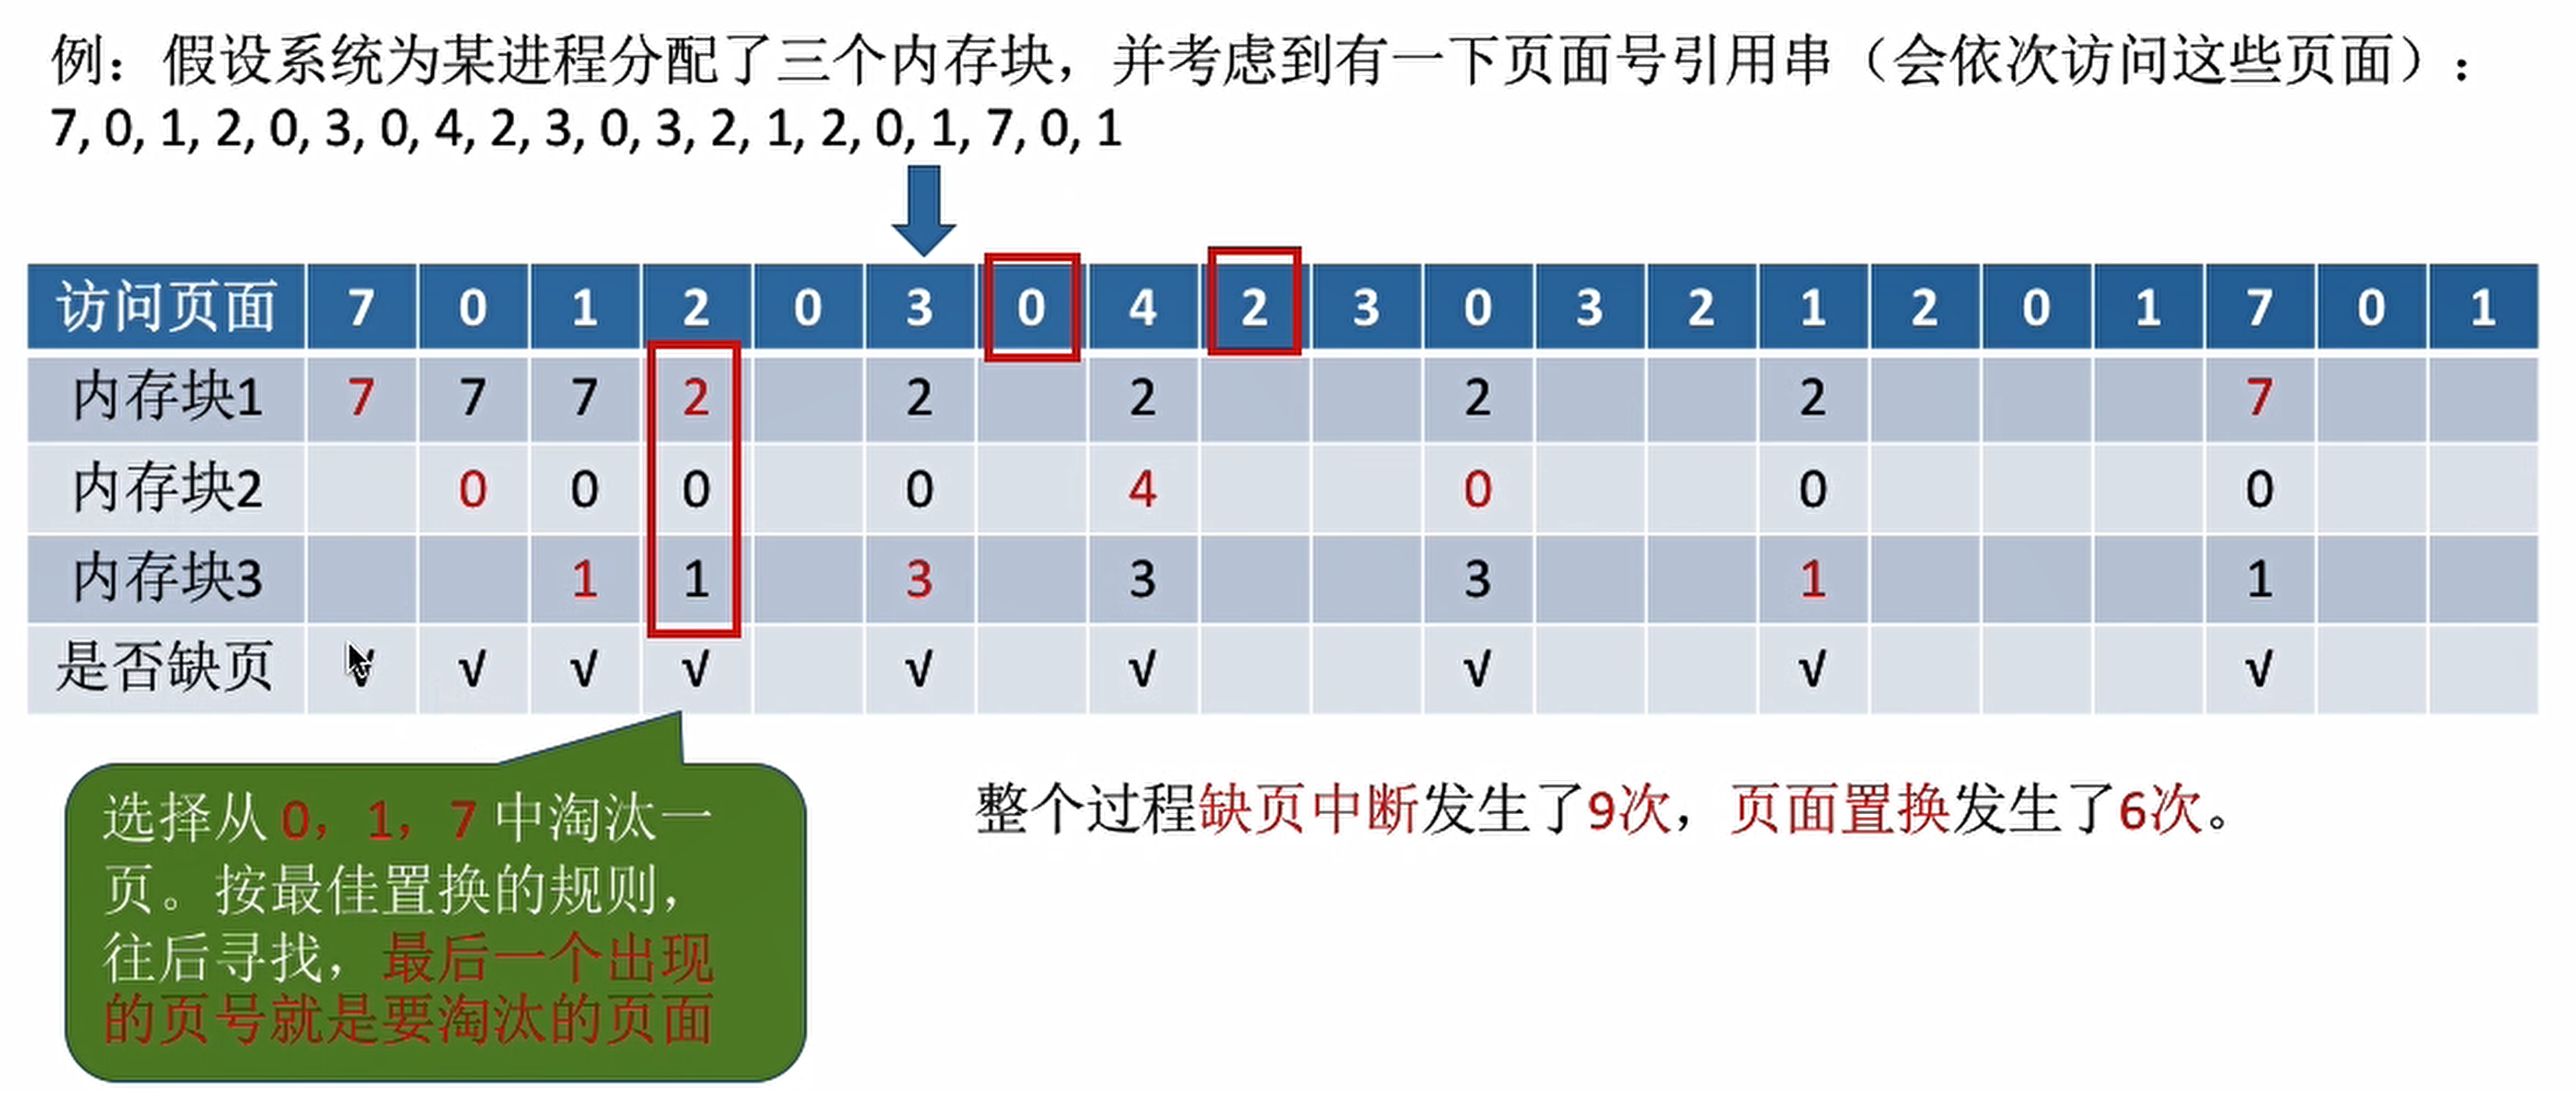 例：假设系统为某进程分配了三个内存块，并考虑到有一下页面号引用串（会依次访问这些页面）：
7, 0, 1, 2, 0, 3, 0, 4, 2, 3, 0, 3, 2, 1, 2, 0, 1, 7, 0, 1
访问页面 7 0 1 2 0 3 0 4 2 3 0 3 2 1 2 0 1 7 0 1
内存块1 7 7 7 2 2 2 2 2 7
内存块2 0 0 0 0 4 0 0 0
内存块3 1 1 3 3 3 1 1
是否缺页 √ √ √ √ √ √ √ √ √
选择从 0，1，7 中淘汰一
页。按最佳置换的规则，
往后寻找，最后一个出现
的页号就是要淘汰的页面
整个过程缺页中断发生了9次，页面置换发生了6次。